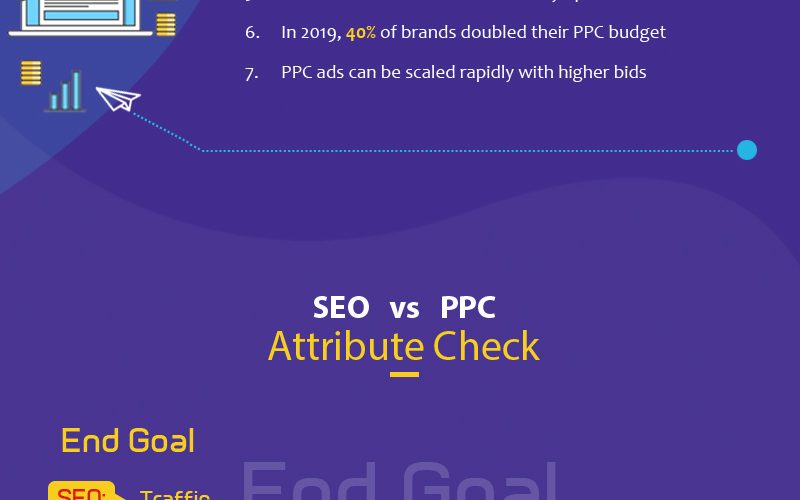 6. In 2019, 40% of brands doubled their PPC budget
7. PPC ads can be scaled rapidly with higher bids
SEO vs PPC
Attribute Check
End Goal
End Goal
SEO: Traffic